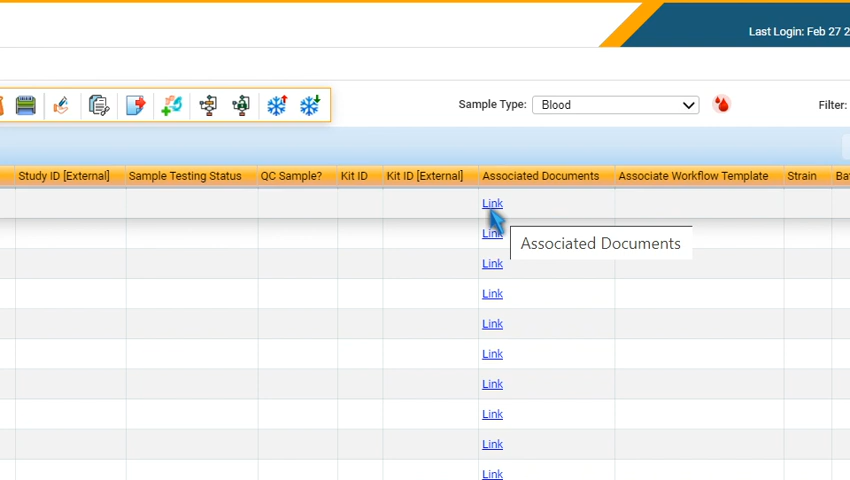 Last Login: Feb 27 2
Sample Type: Blood Filter:
Study ID [External] Sample Testing Status QC Sample? Kit ID Kit ID [External] Associated Documents Associate Workflow Template Strain Bat
Link
Link
Associated Documents
Link
Link
Link
Link
Link
Link
Link
Link